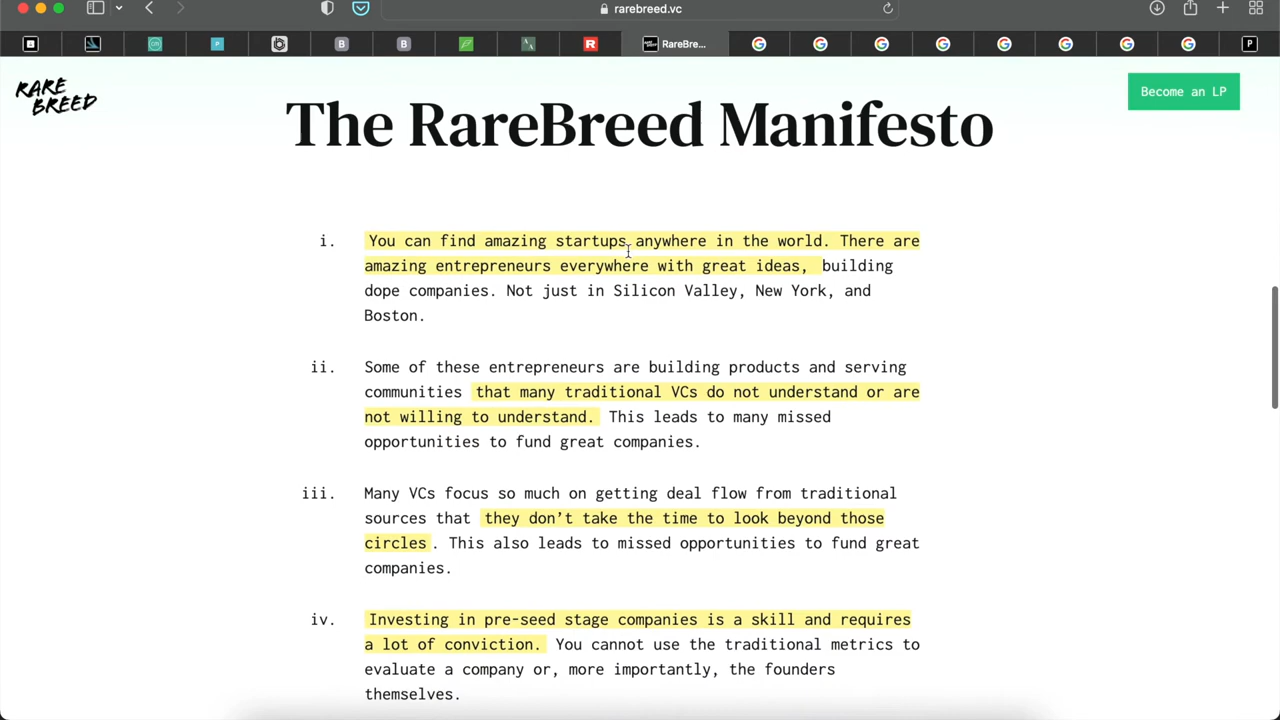 rarebreed.vc
RareBre...
RARE
BREED
Become an LP
The RareBreed Manifesto
i. You can find amazing startups anywhere in the world. There are
amazing entrepreneurs everywhere with great ideas, building
dope companies. Not just in Silicon Valley, New York, and
Boston.
ii. Some of these entrepreneurs are building products and serving
communities that many traditional VCs do not understand or are
not willing to understand. This leads to many missed
opportunities to fund great companies.
iii. Many VCs focus so much on getting deal flow from traditional
sources that they don’t take the time to look beyond those
circles. This also leads to missed opportunities to fund great
companies.
iv. Investing in pre-seed stage companies is a skill and requires
a lot of conviction. You cannot use the traditional metrics to
evaluate a company or, more importantly, the founders
themselves.